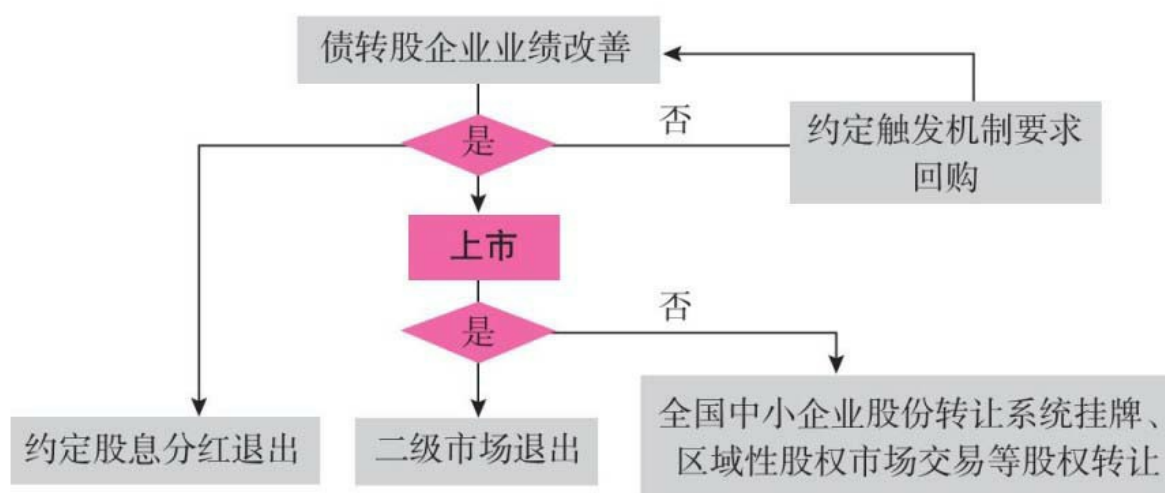 债转股企业业绩改善
否
约定触发机制要求
回购
是
上市
否
是
约定股息分红退出
二级市场退出
全国中小企业股份转让系统挂牌、
区域性股权市场交易等股权转让